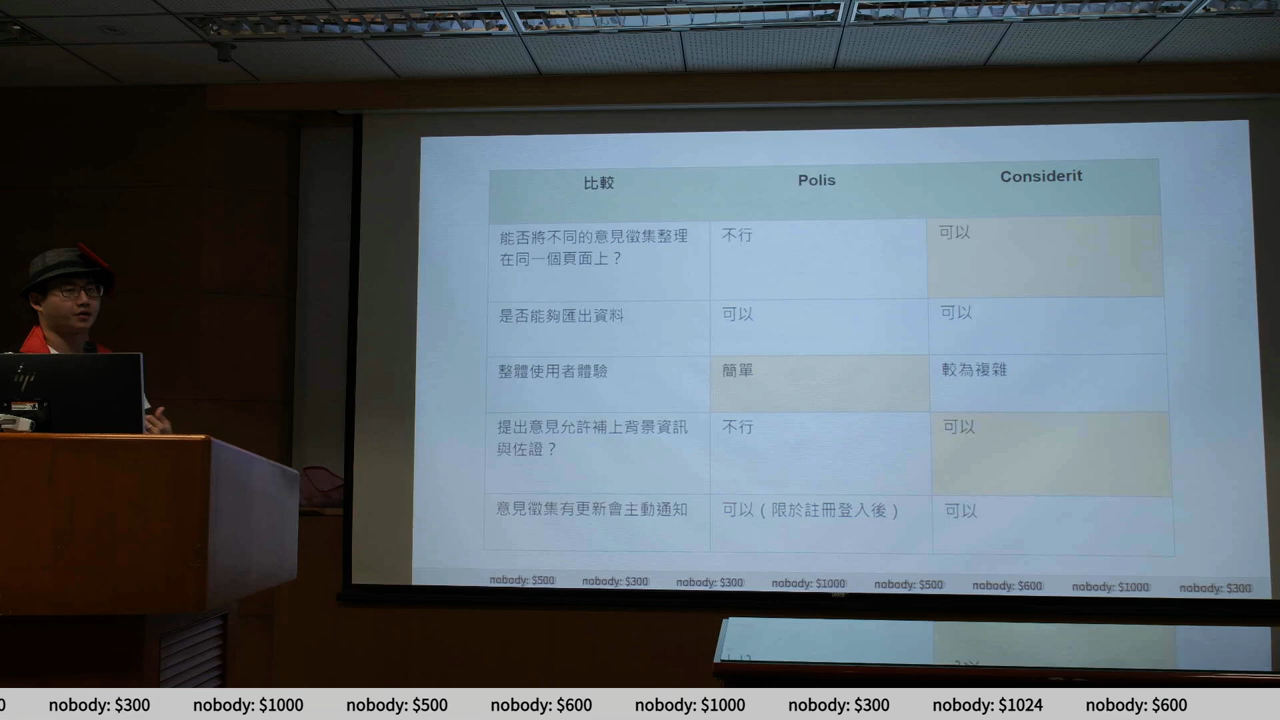 比較 Polis Considerit
能否將不同的意見徵集整理
在同一個頁面上？
不行 可以
是否能夠匯出資料 可以 可以
整體使用者體驗 簡單 較為複雜
提出意見允許補上背景資訊
與佐證？
不行 可以
意見徵集有更新會主動通知 可以（限於註冊登入後） 可以
nobody: $500 nobody: $300 nobody: $300 nobody: $1000 nobody: $500 nobody: $600 nobody: $1000 nobody: $300
0 nobody: $300 nobody: $1000 nobody: $500 nobody: $600 nobody: $1000 nobody: $300 nobody: $1024 nobody: $600